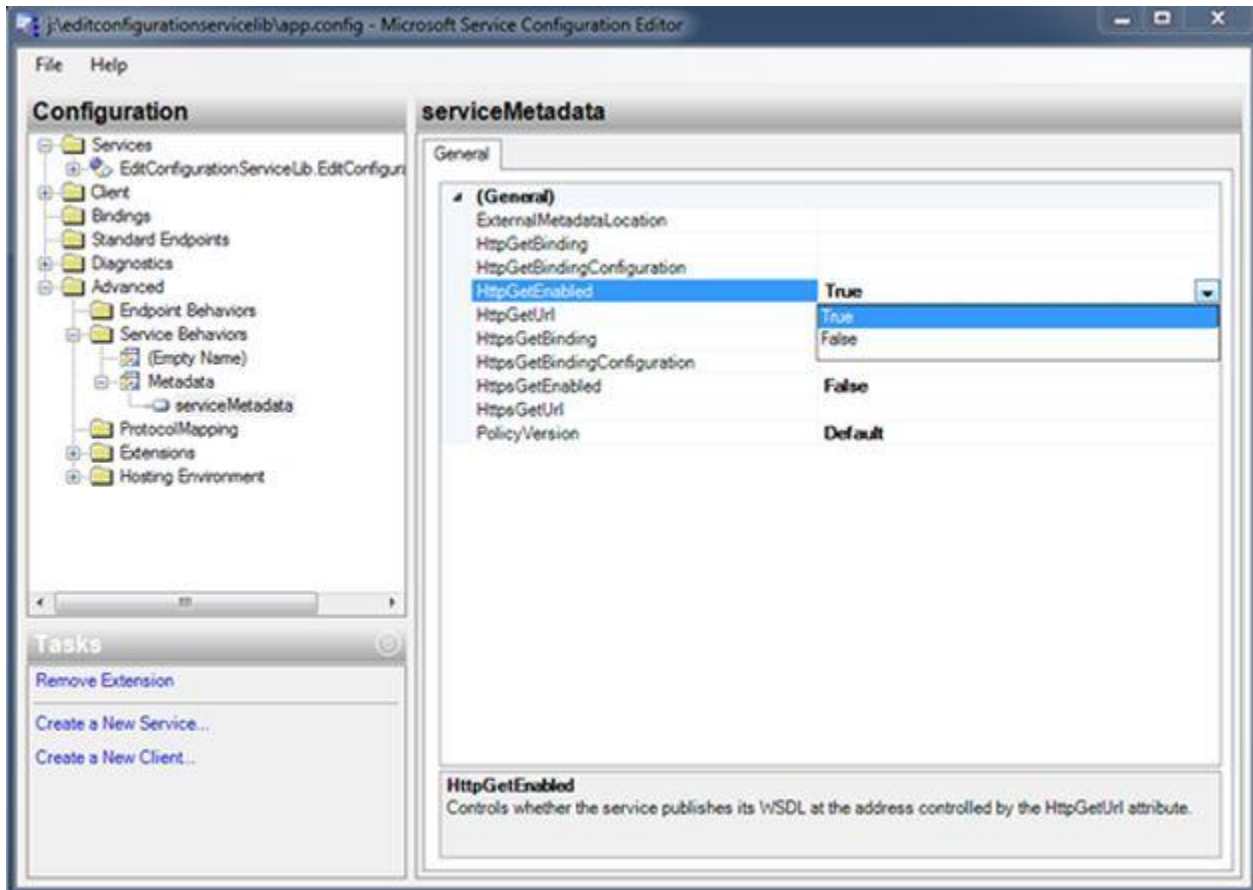 j:\editconfigurationservicelib\app.config - Microsoft Service Configuration Editor
File Help
Configuration
Services
EditConfigurationServiceLib.EditConfigura
Client
Bindings
Standard Endpoints
Diagnostics
Advanced
Endpoint Behaviors
Service Behaviors
(Empty Name)
Metadata
serviceMetadata
ProtocolMapping
Extensions
Hosting Environment
Tasks
Remove Extension
Create a New Service...
Create a New Client...
serviceMetadata
General
(General)
ExternalMetadataLocation
HttpGetBinding
HttpGetBindingConfiguration
HttpGetEnabled True
HttpGetUrl True
HttpsGetBinding False
HttpsGetBindingConfiguration
HttpsGetEnabled False
HttpsGetUrl
PolicyVersion Default
HttpGetEnabled
Controls whether the service publishes its WSDL at the address controlled by the HttpGetUrl attribute.